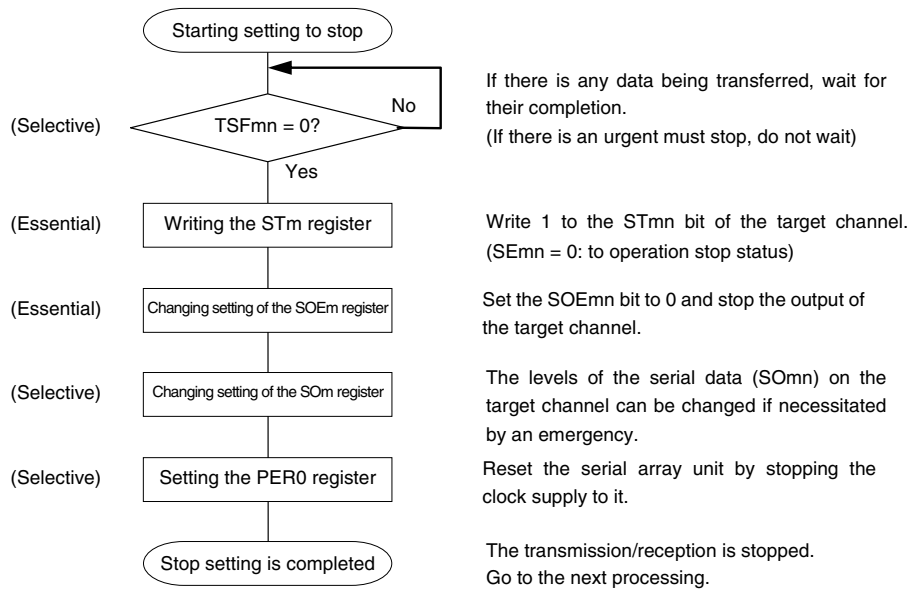 Starting setting to stop
No
(Selective)
TSFmn = 0?
If there is any data being transferred, wait for
their completion.
(If there is an urgent must stop, do not wait)
Yes
(Essential)
Writing the STm register
Write 1 to the STmn bit of the target channel.
(SEmn = 0: to operation stop status)
(Essential)
Changing setting of the SOEm register
Set the SOEmn bit to 0 and stop the output of
the target channel.
(Selective)
Changing setting of the SOm register
The levels of the serial data (SOmn) on the
target channel can be changed if necessitated
by an emergency.
(Selective)
Setting the PER0 register
Reset the serial array unit by stopping the
clock supply to it.
Stop setting is completed
The transmission/reception is stopped.
Go to the next processing.